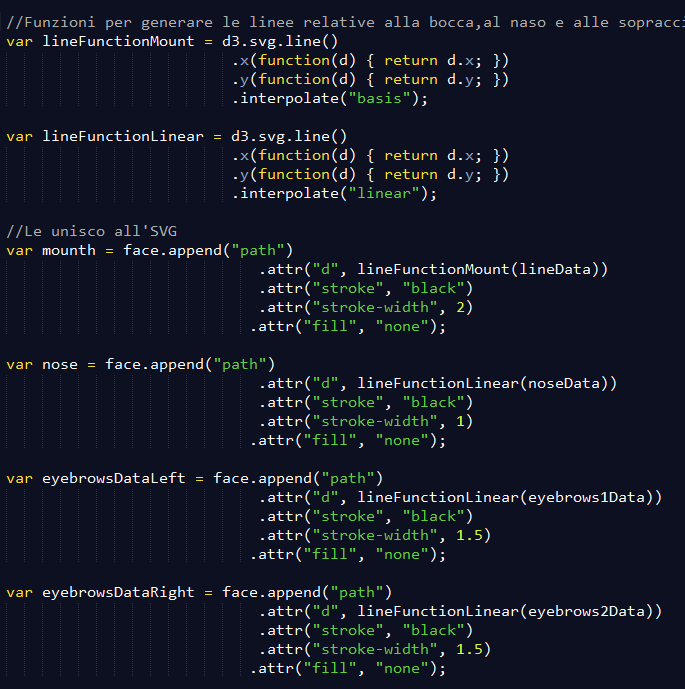 //Funzioni per generare le linee relative alla bocca,al naso e alle
var lineFunctionMount = d3.svg.line()
.x(function(d) { return d.x; })
.y(function(d) { return d.y; })
.interpolate("basis");
var lineFunctionLinear = d3.svg.line()
.x(function(d) { return d.x; })
.y(function(d) { return d.y; })
.interpolate("linear");
//Le unisco all'SVG
var mounth = face.append("path")
.attr("d", lineFunctionMount(lineData))
.attr("stroke", "black")
.attr("stroke-width", 2)
.attr("fill", "none");
var nose = face.append("path")
.attr("d", lineFunctionLinear(noseData))
.attr("stroke", "black")
.attr("stroke-width", 1)
.attr("fill", "none");
var eyebrowsDataLeft = face.append("path")
.attr("d", lineFunctionLinear(eyebrows1Data))
.attr("stroke", "black")
.attr("stroke-width", 1.5)
.attr("fill", "none");
var eyebrowsDataRight = face.append("path")
.attr("d", lineFunctionLinear(eyebrows2Data))
.attr("stroke", "black")
.attr("stroke-width", 1.5)
.attr("fill", "none");